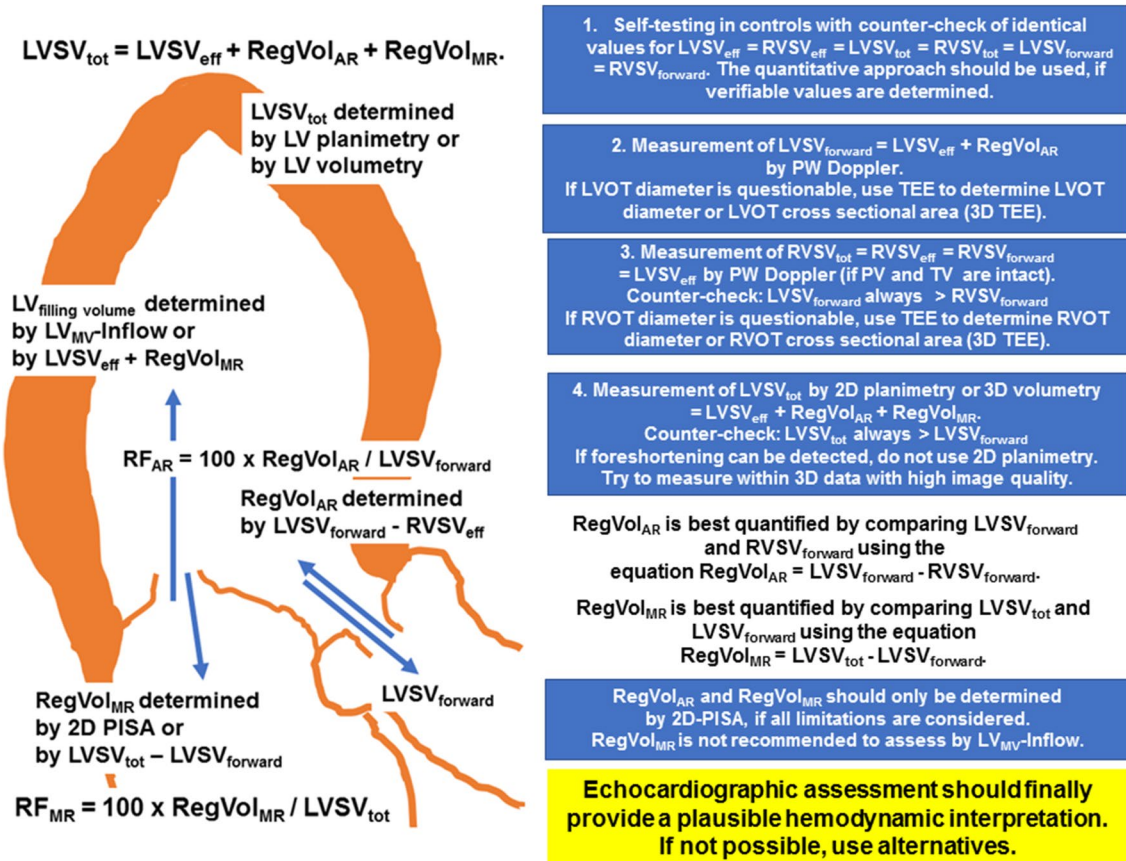 LVSVtot = LVSVeff + RegVolAR + RegVolMR.
LVSVtot determined
by LV planimetry or
by LV volumetry
LVfilling volume determined
by LVMV-Inflow or
by LVSVeff + RegVolMR
RFAR = 100 x RegVolAR / LVSVforward
RegVolAR determined
by LVSVforward - RVSVeff
LVSVforward
RegVolMR determined
by 2D PISA or
by LVSVtot – LVSVforward
RFMR = 100 x RegVolMR / LVSVtot
1. Self-testing in controls with counter-check of identical
values for LVSVeff = RVSVeff = LVSVtot = RVSVtot = LVSVforward
= RVSVforward. The quantitative approach should be used, if
verifiable values are determined.
2. Measurement of LVSVforward = LVSVeff + RegVolAR
by PW Doppler.
If LVOT diameter is questionable, use TEE to determine LVOT
diameter or LVOT cross sectional area (3D TEE).
3. Measurement of RVSVtot = RVSVeff = RVSVforward
= LVSVeff by PW Doppler (if PV and TV are intact).
Counter-check: LVSVforward always > RVSVforward
If RVOT diameter is questionable, use TEE to determine RVOT
diameter or RVOT cross sectional area (3D TEE).
4. Measurement of LVSVtot by 2D planimetry or 3D volumetry
= LVSVeff + RegVolAR + RegVolMR.
Counter-check: LVSVtot always > LVSVforward
If foreshortening can be detected, do not use 2D planimetry.
Try to measure within 3D data with high image quality.
RegVolAR is best quantified by comparing LVSVforward
and RVSVforward using the
equation RegVolAR = LVSVforward - RVSVforward.
RegVolMR is best quantified by comparing LVSVtot and
LVSVforward using the equation
RegVolMR = LVSVtot - LVSVforward.
RegVolAR and RegVolMR should only be determined
by 2D-PISA, if all limitations are considered.
RegVolMR is not recommended to assess by LVMV-Inflow.
Echocardiographic assessment should finally
provide a plausible hemodynamic interpretation.
If not possible, use alternatives.